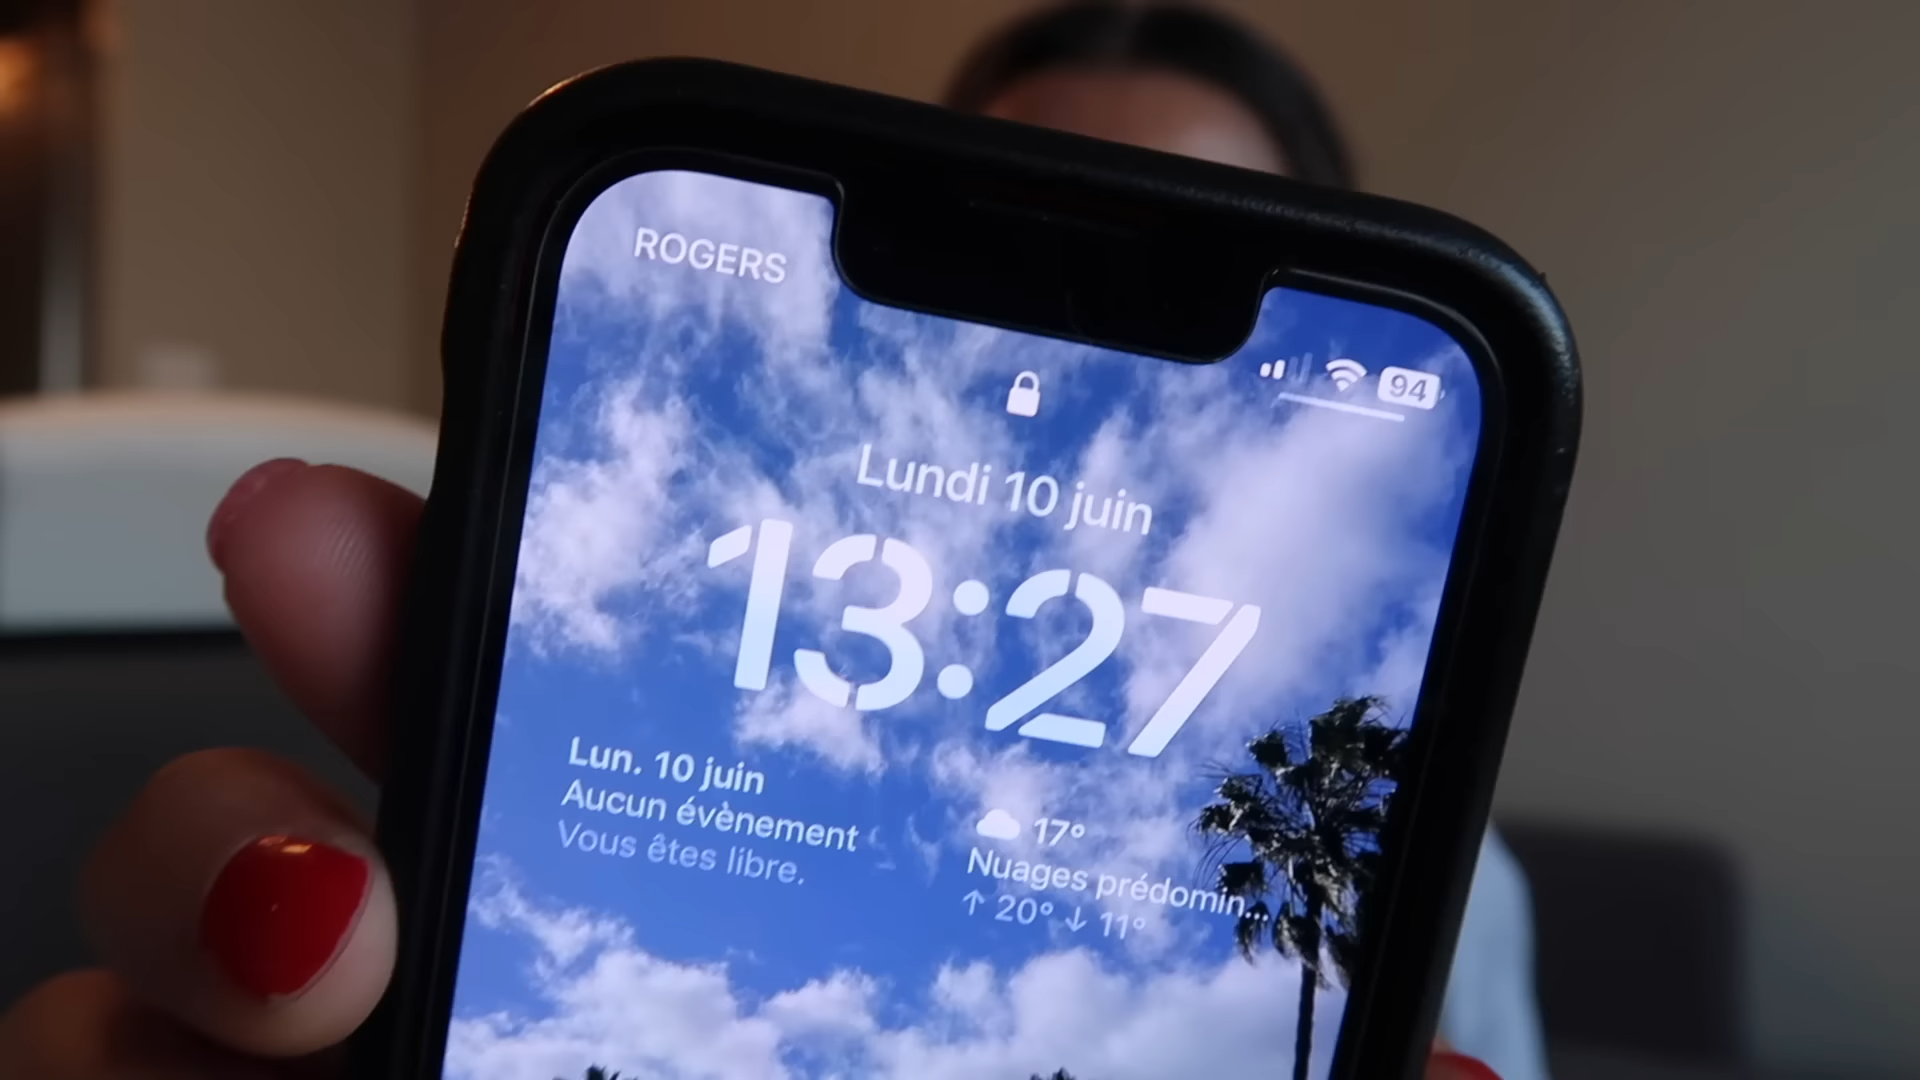 ROGERS
94
Lundi 10 juin
13:27
Lun. 10 juin
Aucun évènement
Vous êtes libre.
17°
Nuages prédomin...
↑ 20° ↓ 11°